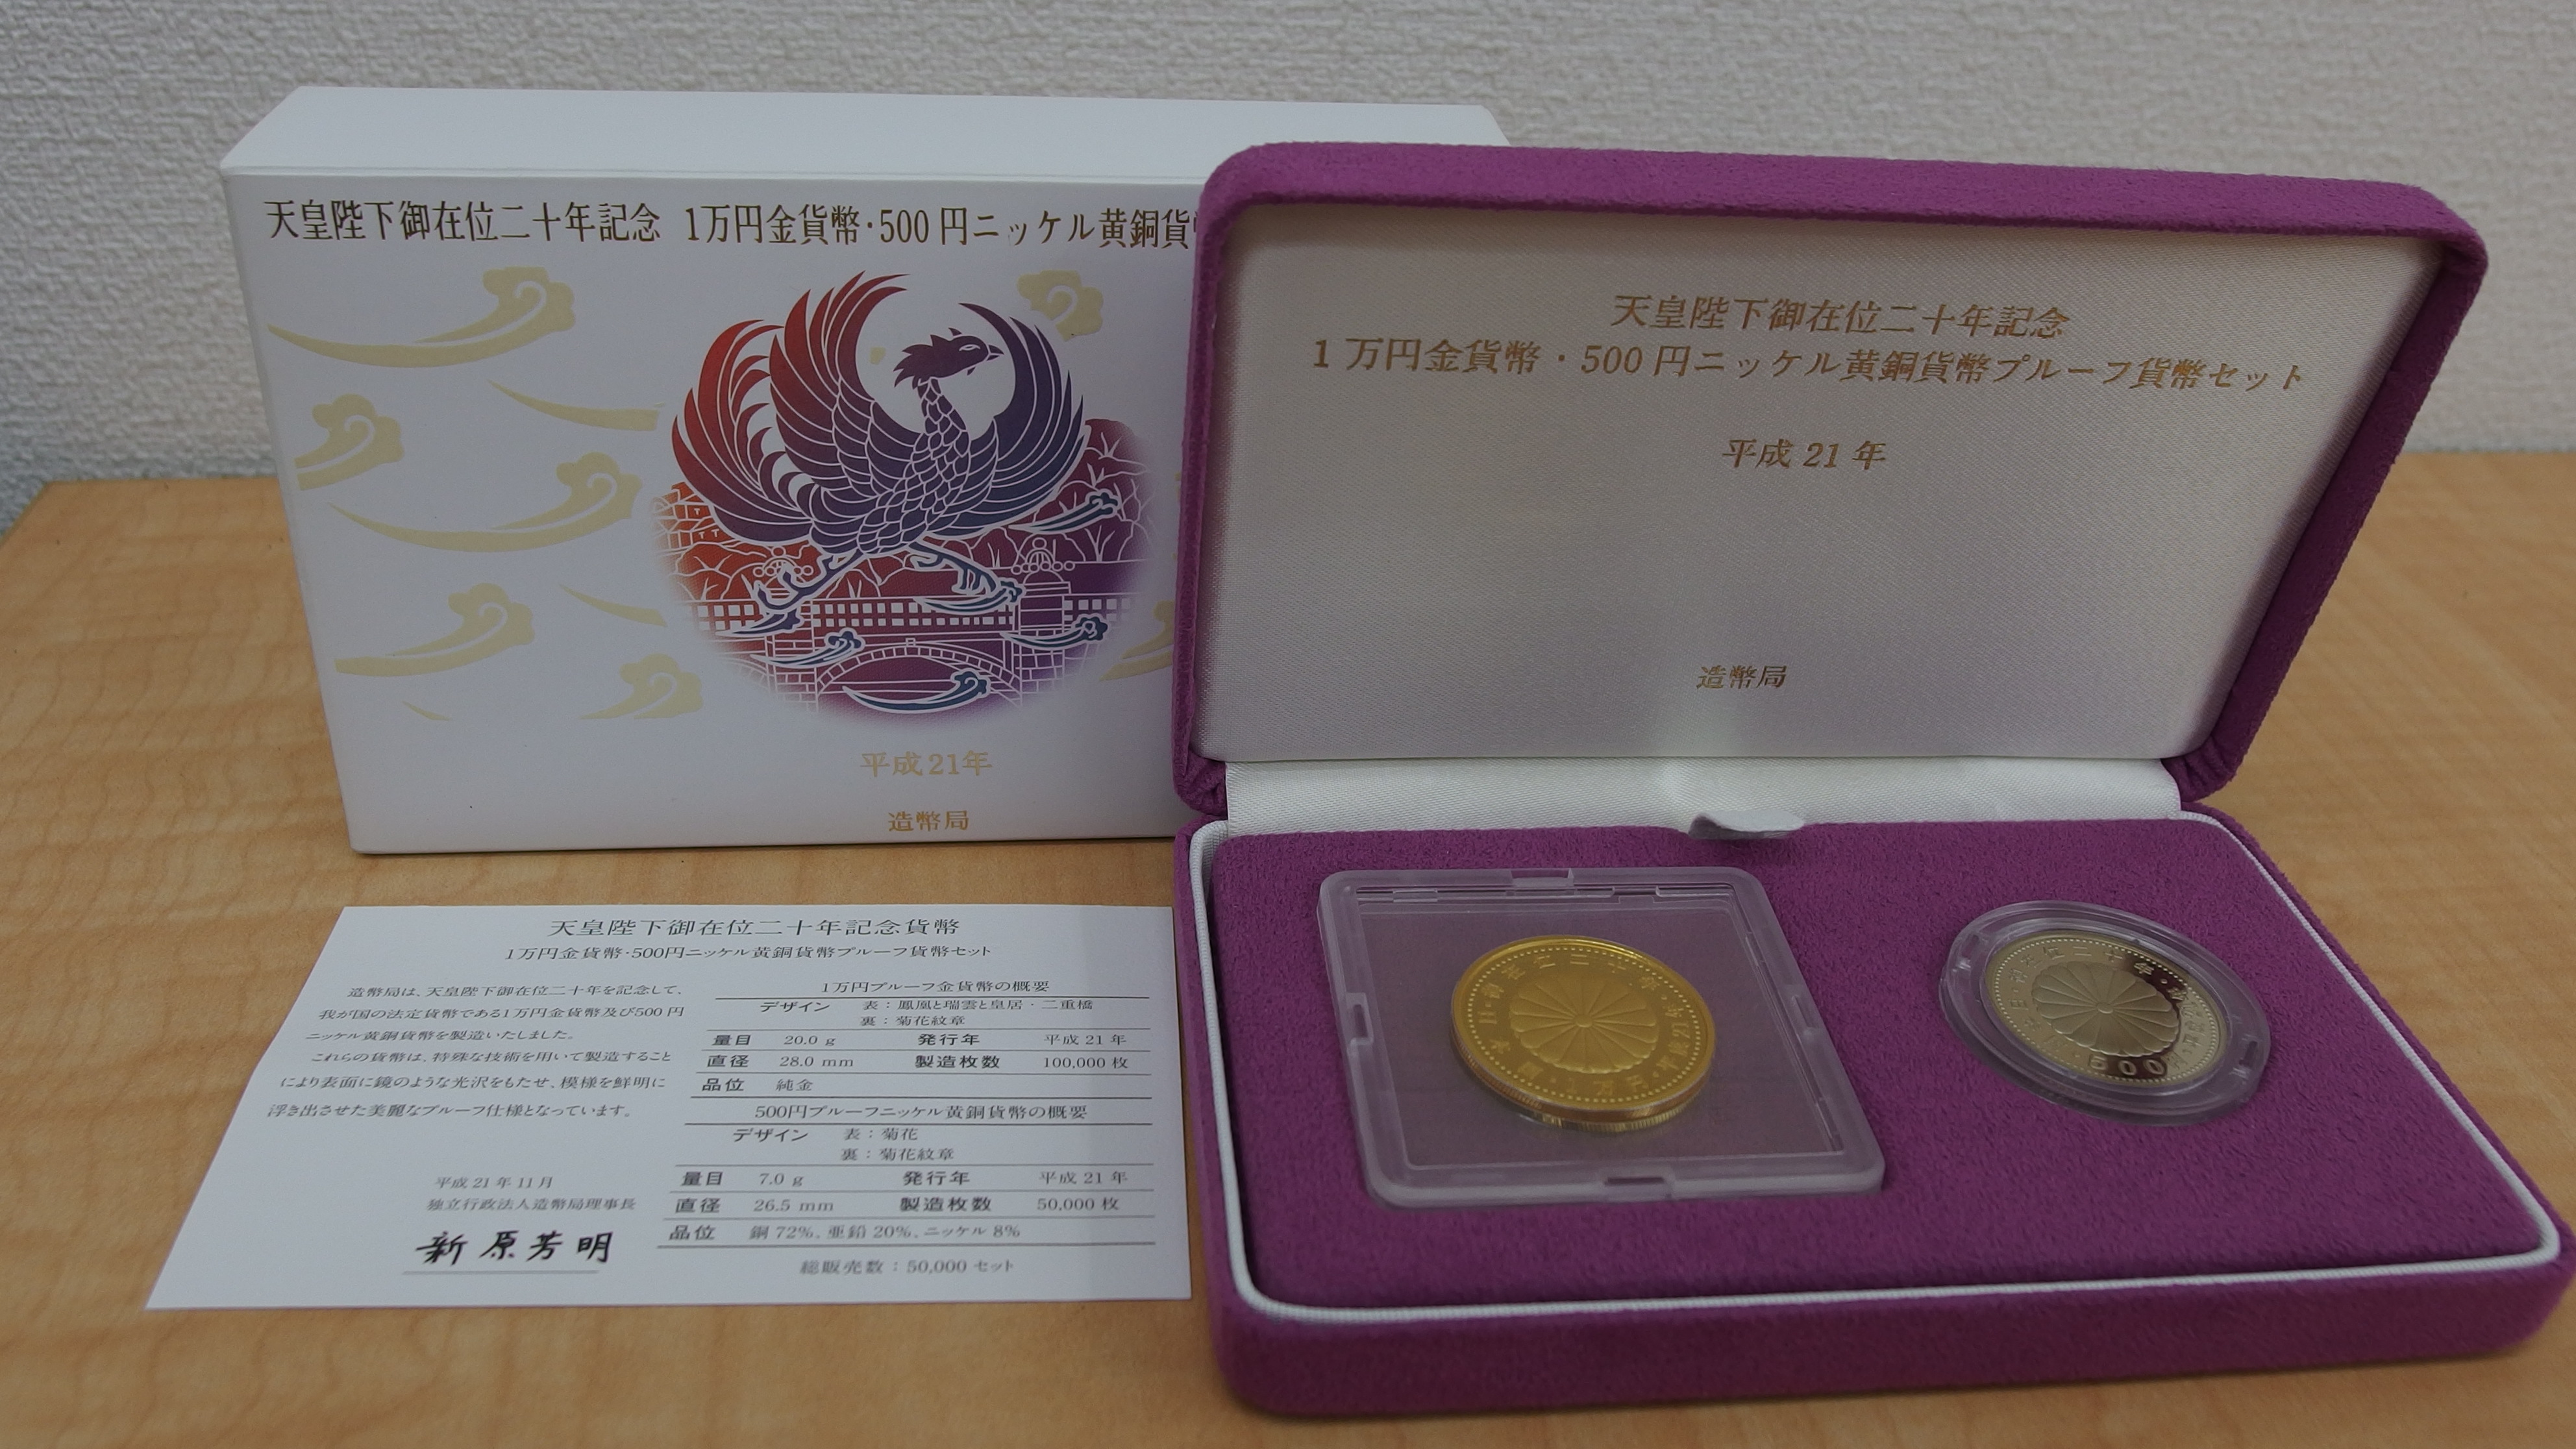 天皇陛下御在位二十年記念 1万円金貨幣・500円ニッケル黄銅貨
平成21年
造幣局
天皇陛下御在位二十年記念
1万円金貨幣・500円ニッケル黄銅貨幣プルーフ貨幣セット
平成21年
造幣局
天皇陛下御在位二十年記念貨幣
1万円金貨幣・500円ニッケル黄銅貨幣プルーフ貨幣セット
造幣局は、天皇陛下御在位二十年を記念して、
我が国の法定貨幣である1万円金貨幣及び500円
ニッケル黄銅貨幣を製造いたしました。
これらの貨幣は、特殊な技術を用いて製造すること
により表面に鏡のような光沢をもたせ、模様を鮮明に
浮き出させた美麗なプルーフ仕様となっています。
平成21年11月
独立行政法人造幣局理事長
新原芳明
1万円プルーフ金貨幣の概要
デザイン 表：鳳凰と瑞雲と皇居・二重橋
裏：菊花紋章
量目 20.0 g 発行年 平成21年
直径 28.0 mm 製造枚数 100,000枚
品位 純金
500円プルーフニッケル黄銅貨幣の概要
デザイン 表：菊花
裏：菊花紋章
量目 7.0 g 発行年 平成21年
直径 26.5 mm 製造枚数 50,000枚
品位 銅72%、亜鉛20%、ニッケル8%
総販売数：50,000セット